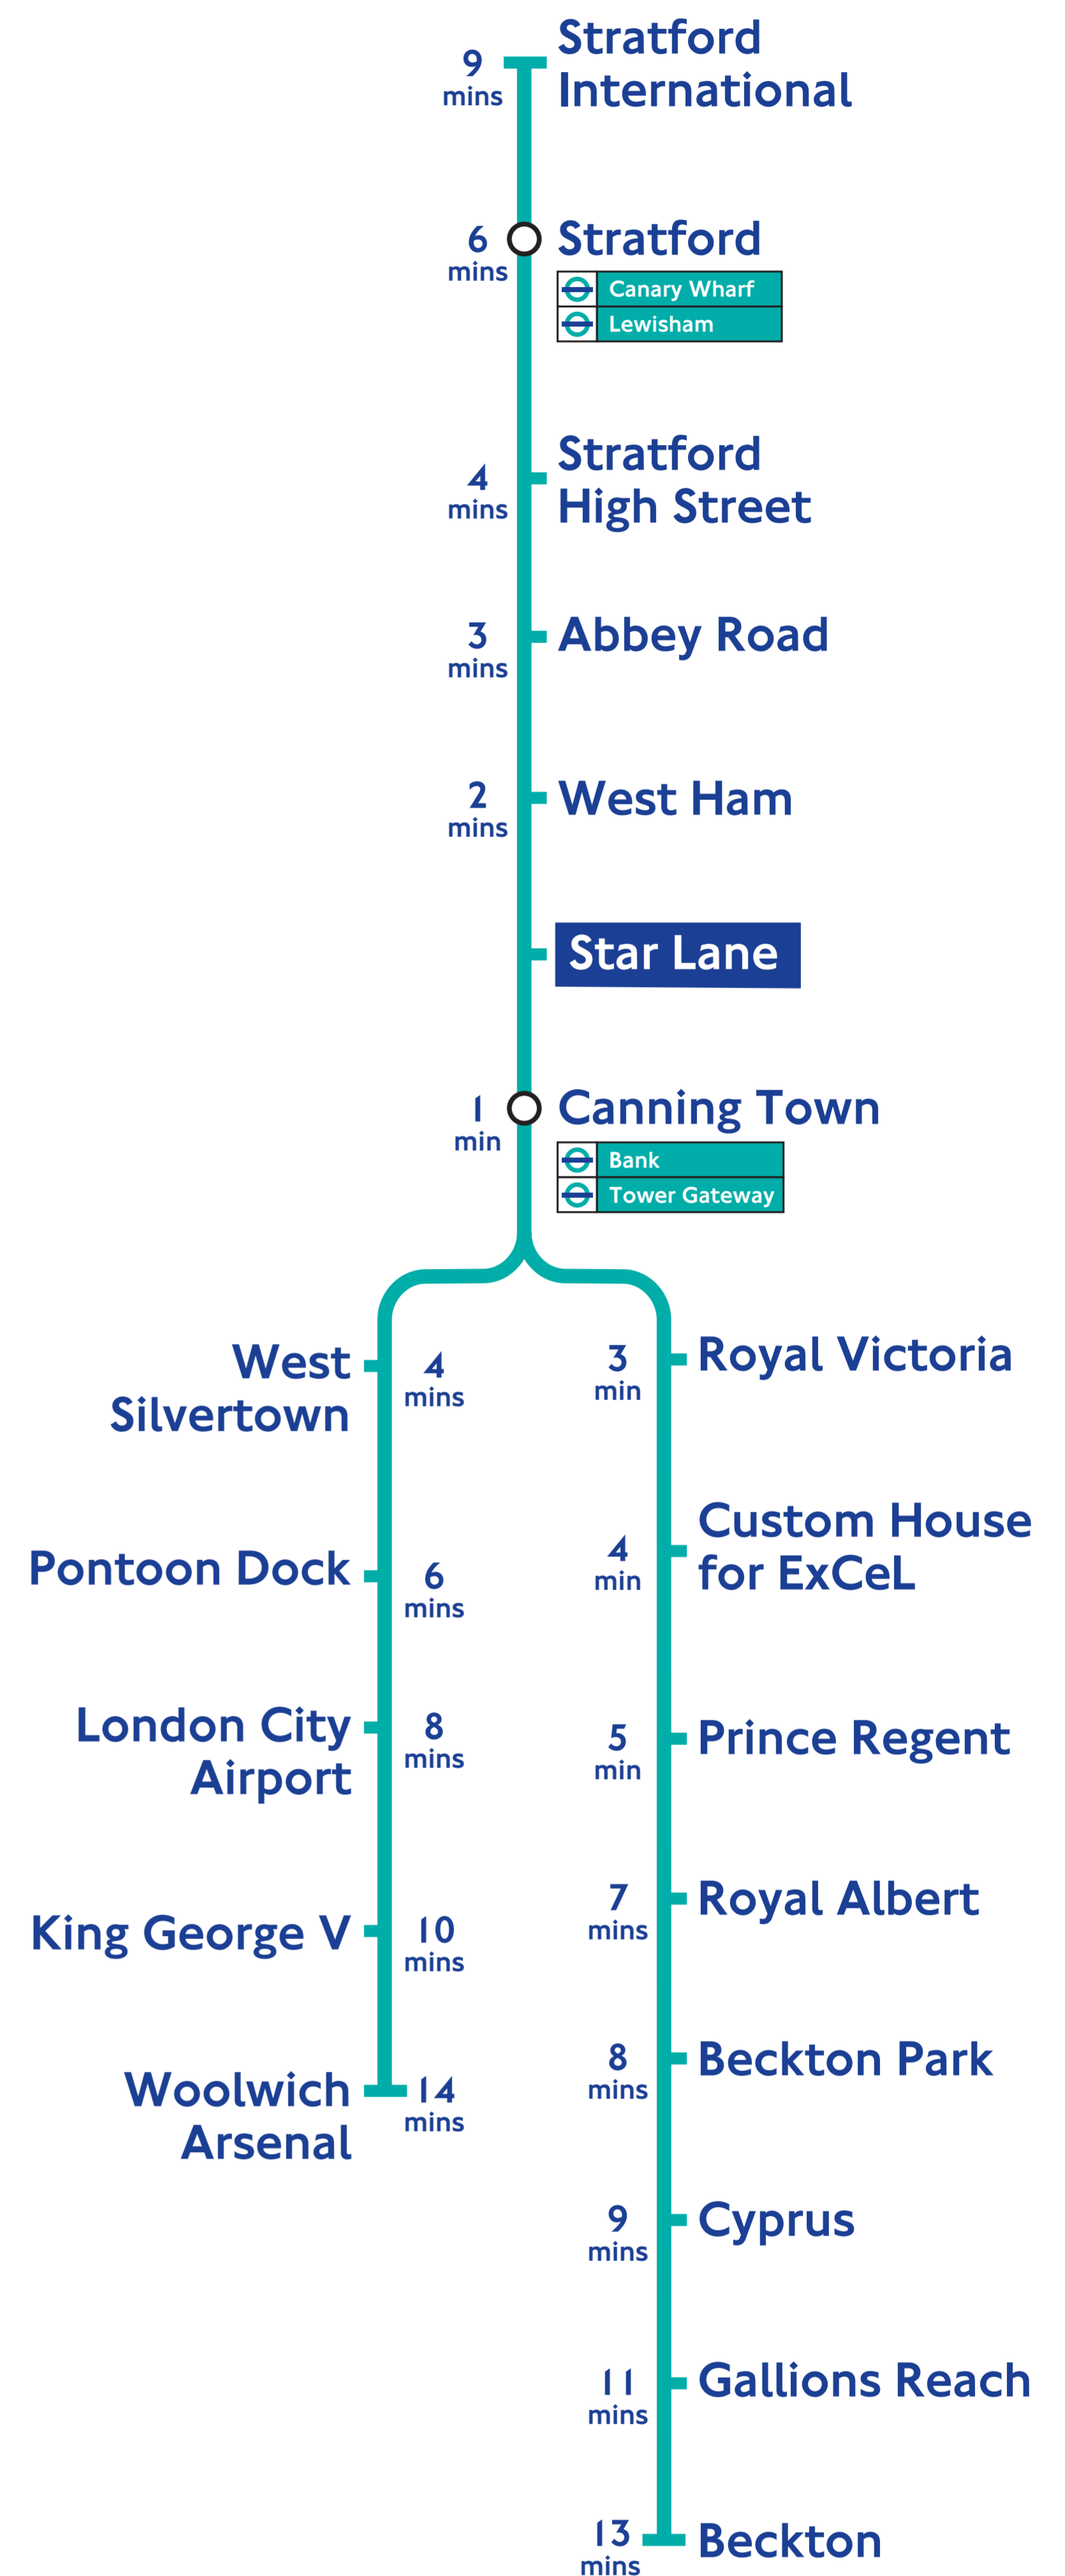 Stratford
International
9
mins
Stratford
6
mins
Canary Wharf
Lewisham
Stratford
High Street
4
mins
Abbey Road
3
mins
West Ham
2
mins
Star Lane
Canning Town
1
min
Bank
Tower Gateway
West
Silvertown
4
mins
Pontoon Dock
6
mins
London City
Airport
8
mins
King George V
10
mins
Woolwich
Arsenal
14
mins
3
min
Royal Victoria
4
min
Custom House
for ExCeL
5
min
Prince Regent
7
mins
Royal Albert
8
mins
Beckton Park
9
mins
Cyprus
11
mins
Gallions Reach
13
mins
Beckton